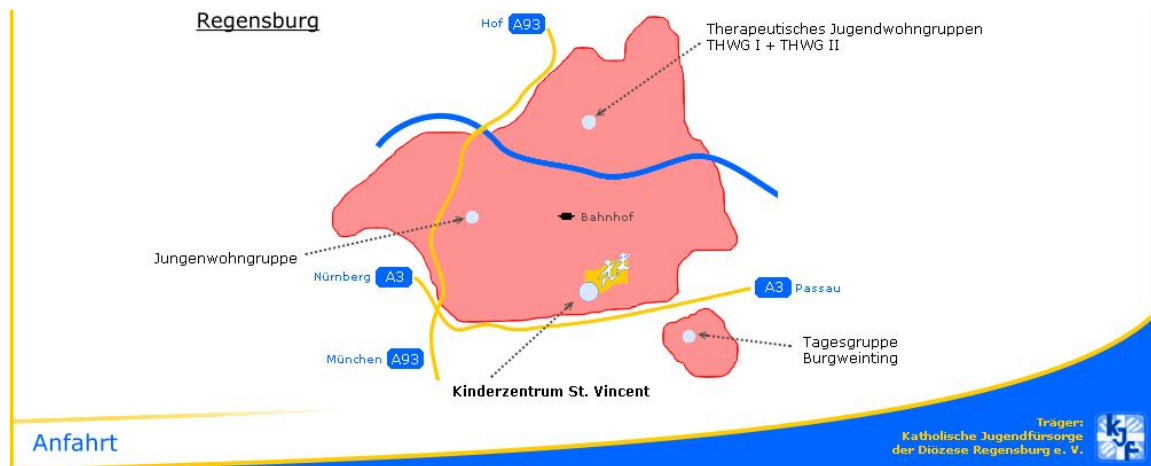 Regensburg
Hof A93
Therapeutisches Jugendwohngruppen
THWG I + THWG II
Bahnhof
Jungenwohngruppe
Nürnberg A3
A3 Passau
München A93
Tagesgruppe
Burgweinting
Kinderzentrum St. Vincent
Anfahrt
Träger:
Katholische Jugendfürsorge
der Diözese Regensburg e. V.
kjf